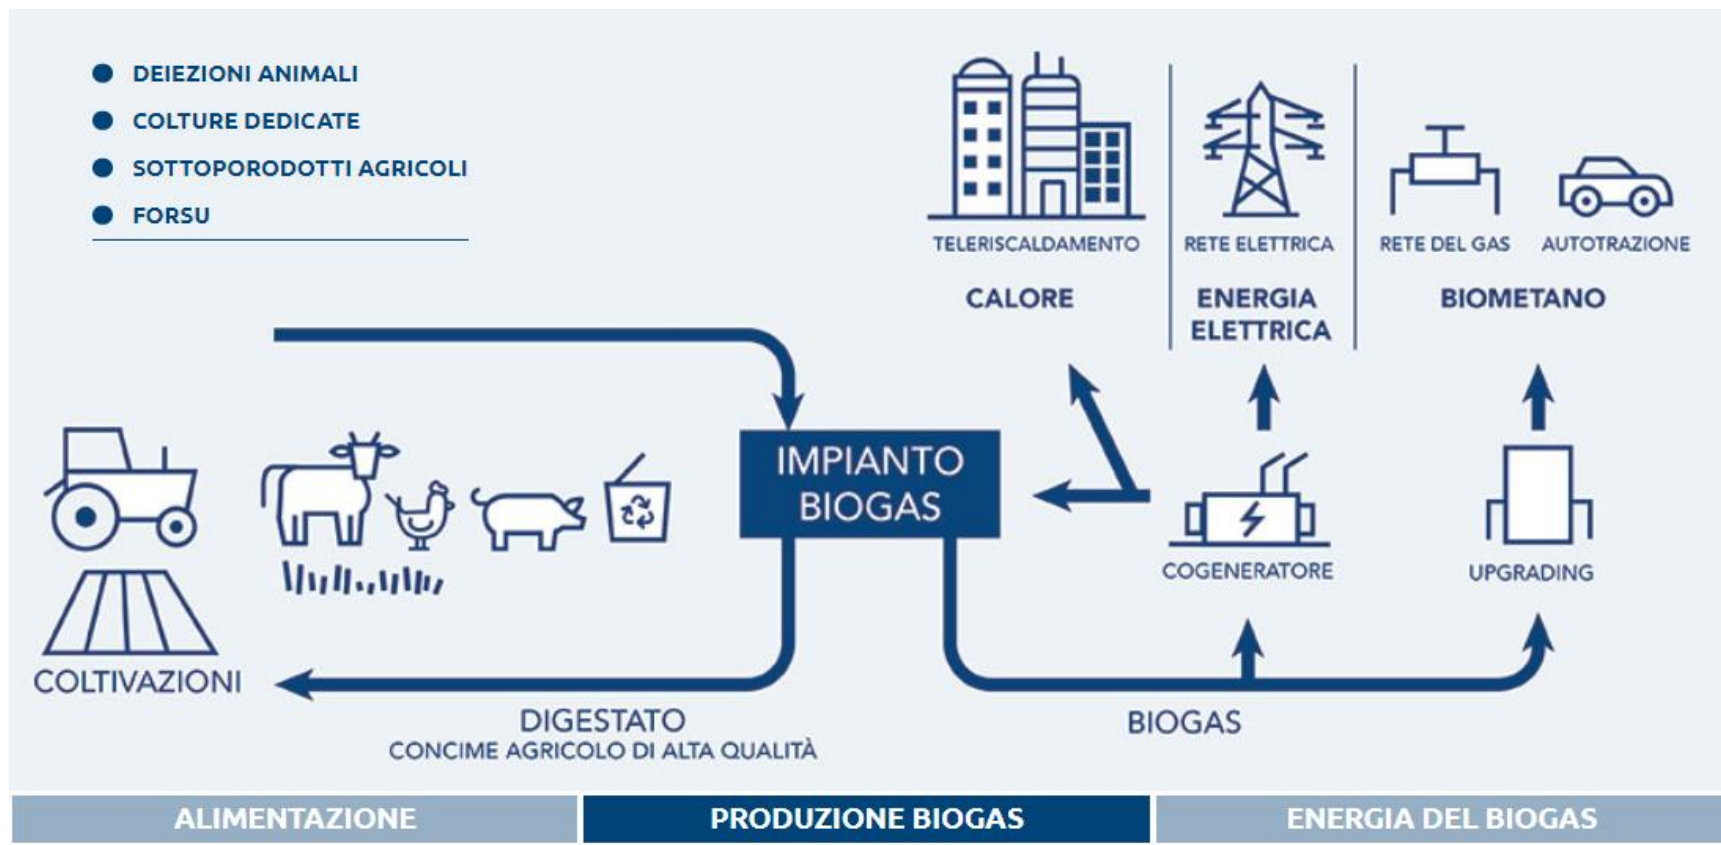 DEIEZIONI ANIMALI
COLTURE DEDICATE
SOTTOPORODOTTI AGRICOLI
FORSU
TELERISCALDAMENTO
CALORE
RETE ELETTRICA
ENERGIA
ELETTRICA
RETE DEL GAS
AUTOTRAZIONE
BIOMETANO
IMPIANTO
BIOGAS
COGENERATORE
UPGRADING
COLTIVAZIONI
DIGESTATO
CONCIME AGRICOLO DI ALTA QUALITÀ
BIOGAS
ALIMENTAZIONE
PRODUZIONE BIOGAS
ENERGIA DEL BIOGAS